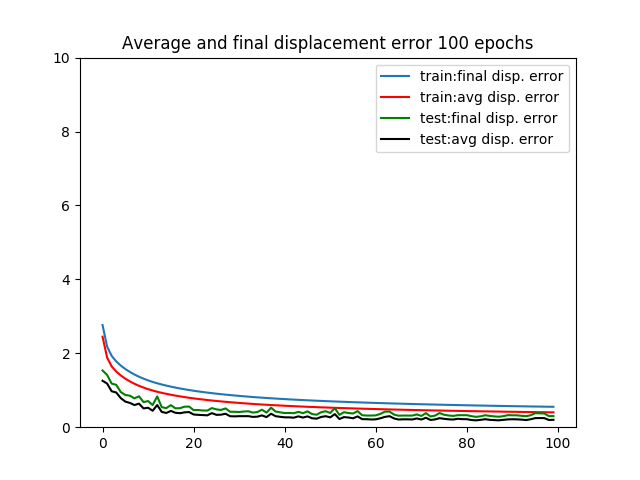 Average and final displacement error 100 epochs
10
train:final disp. error
train:avg disp. error
test:final disp. error
test:avg disp. error
8
6
4
2
0
0 20 40 60 80 100